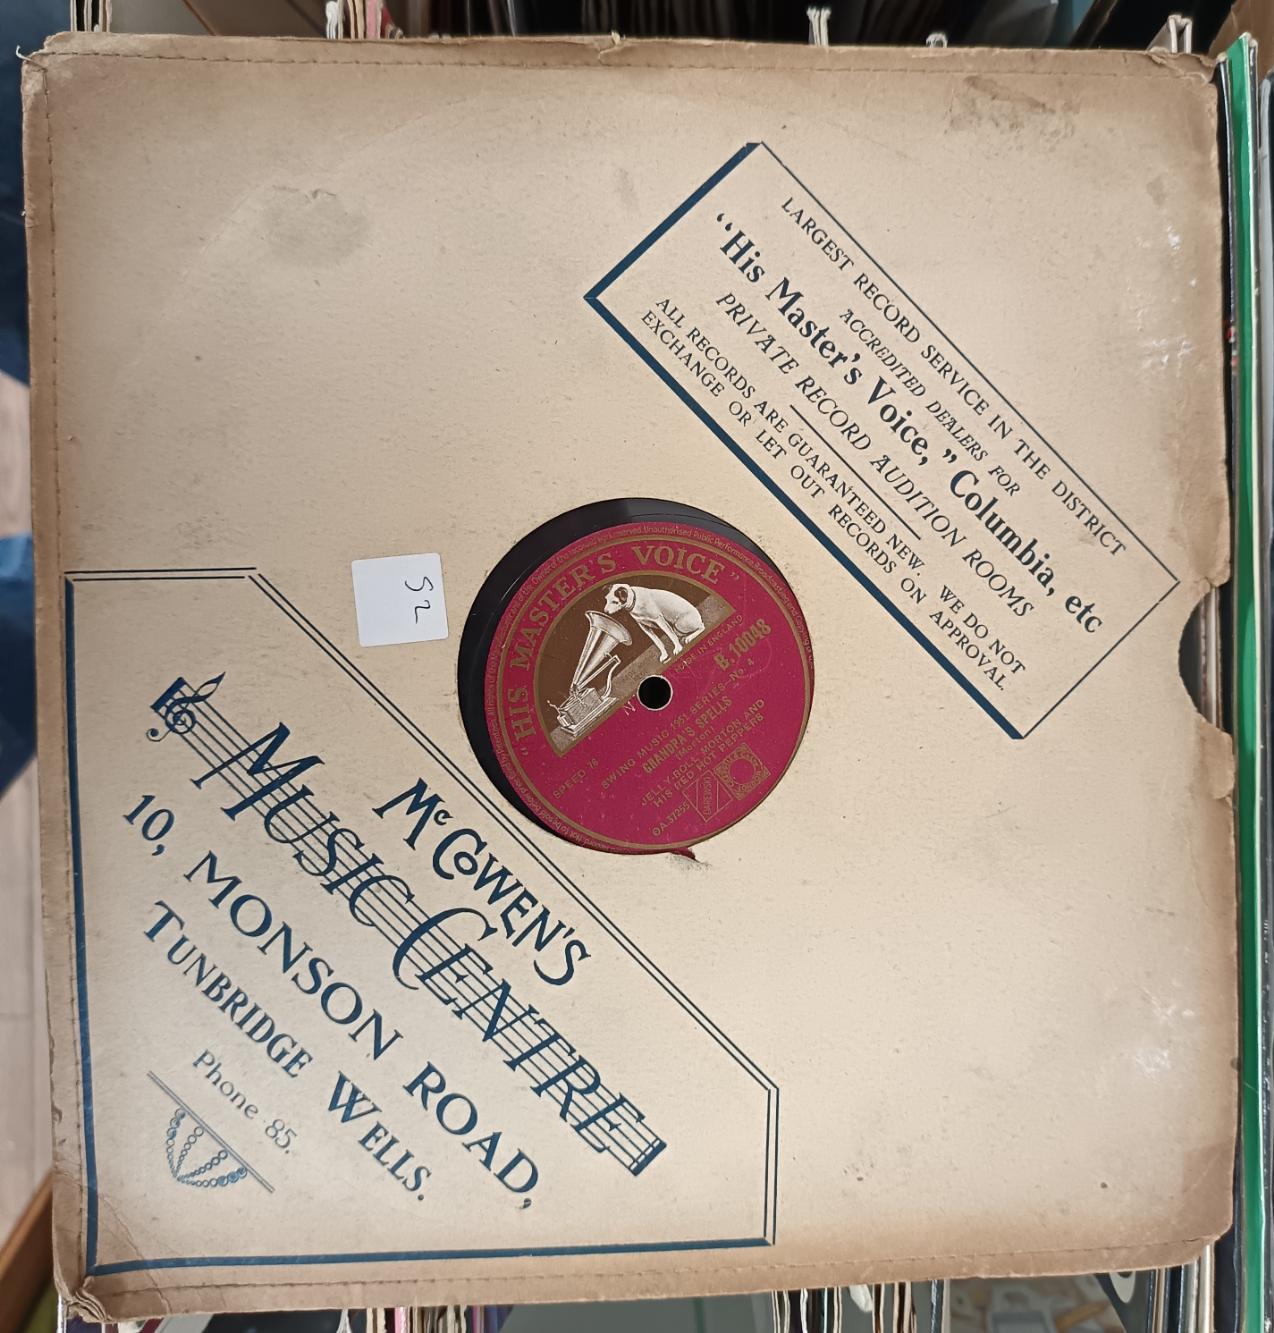 LARGEST RECORD SERVICE IN THE DISTRICT
ACCREDITED DEALERS FOR
“His Master's Voice,” Columbia, etc
PRIVATE RECORD AUDITION ROOMS
ALL RECORDS ARE GUARANTEED NEW. WE DO NOT
EXCHANGE OR LET OUT RECORDS ON APPROVAL
52
"HIS MASTER'S VOICE"
MADE IN ENGLAND
B.10048
SWING MUSIC 1951 SERIES—No. 4
GRANDPA'S SPELLS
(Morton)
JELLY-ROLL MORTON AND
HIS RED HOT PEPPERS
SPEED 78
N
McCOWEN'S
MUSIC CENTRE
10, MONSON ROAD,
TUNBRIDGE WELLS.
Phone 85.